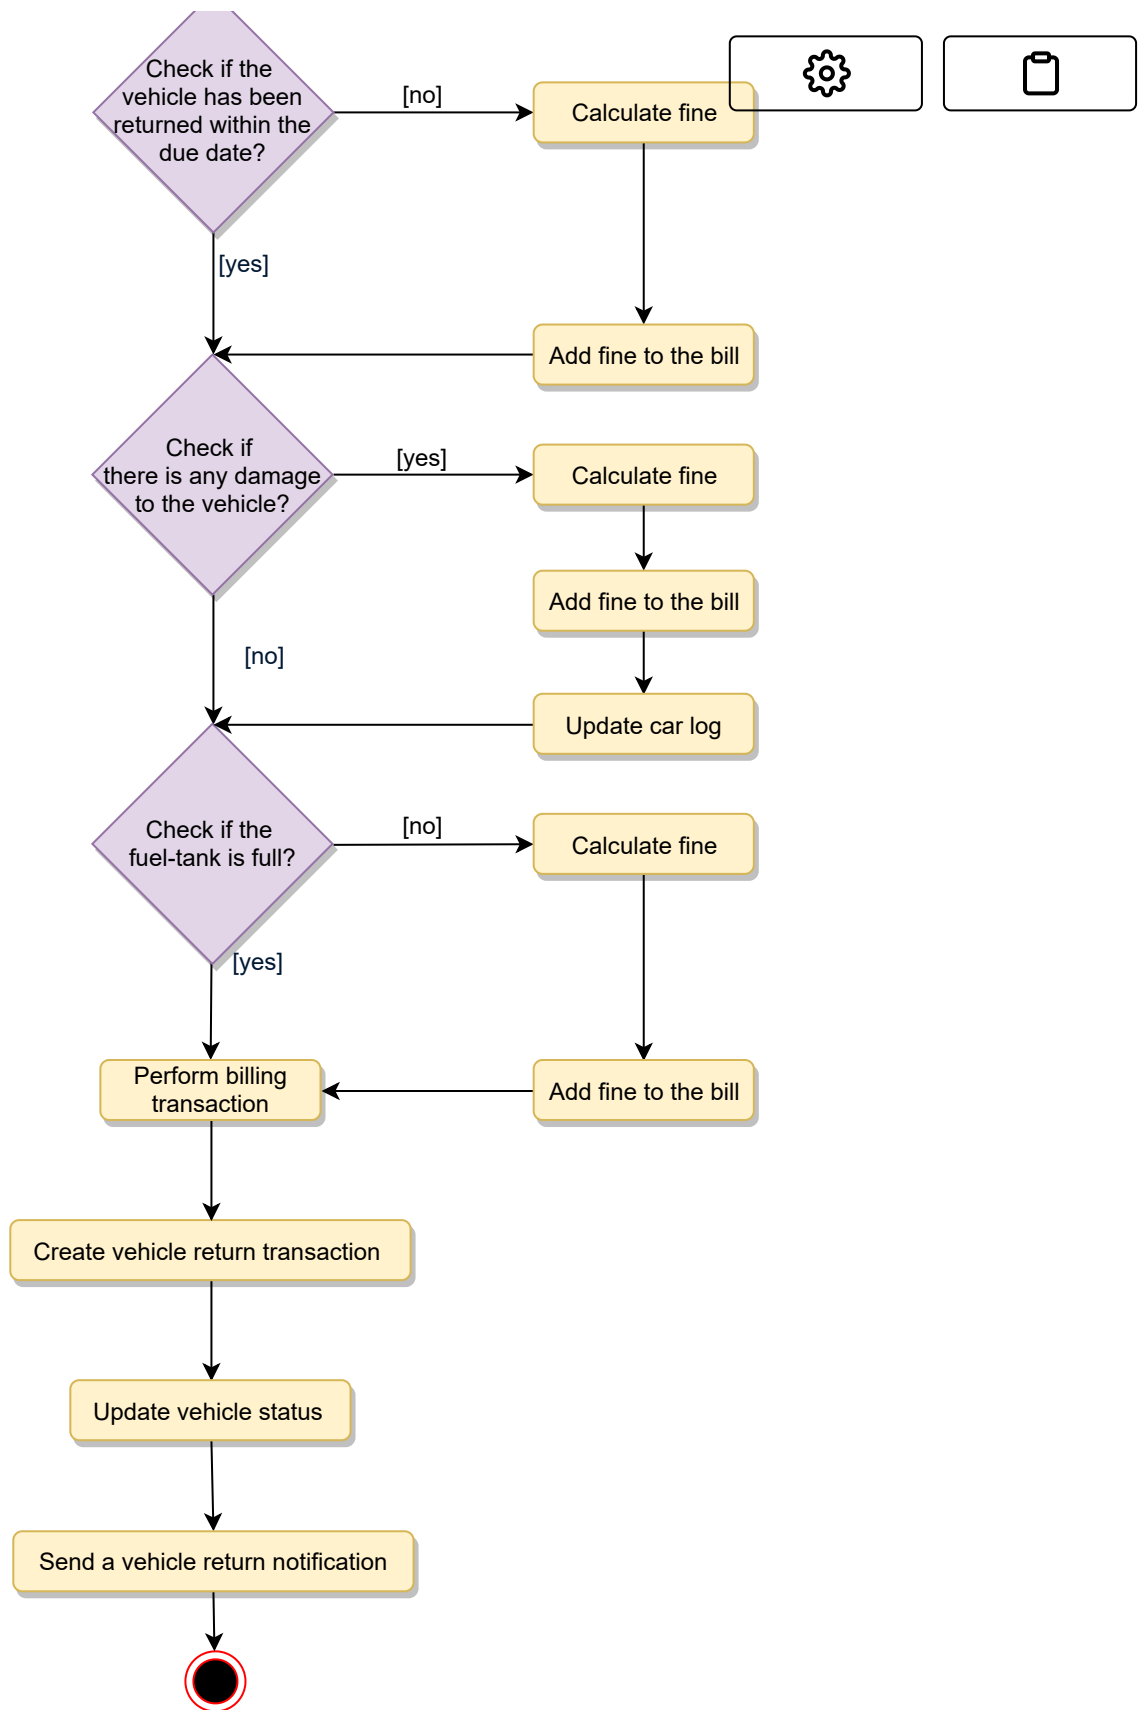 Check if the
vehicle has been
returned within the
due date?
[no]
Calculate fine
[yes]
Add fine to the bill
Check if
there is any damage
to the vehicle?
[yes]
Calculate fine
Add fine to the bill
[no]
Update car log
Check if the
fuel-tank is full?
[no]
Calculate fine
[yes]
Perform billing
transaction
Add fine to the bill
Create vehicle return transaction
Update vehicle status
Send a vehicle return notification